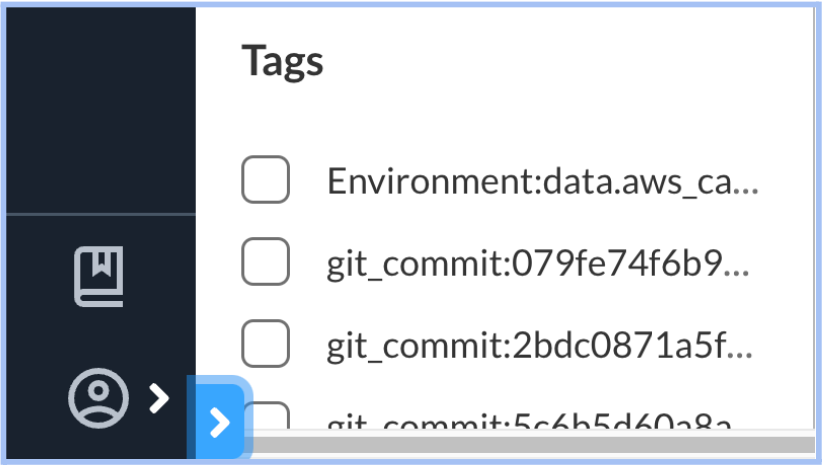 Tags
Environment:data.aws_ca...
git_commit:079fe74f6b9...
git_commit:2bdc0871a5f...
git_commit:5c6b5d60a8a